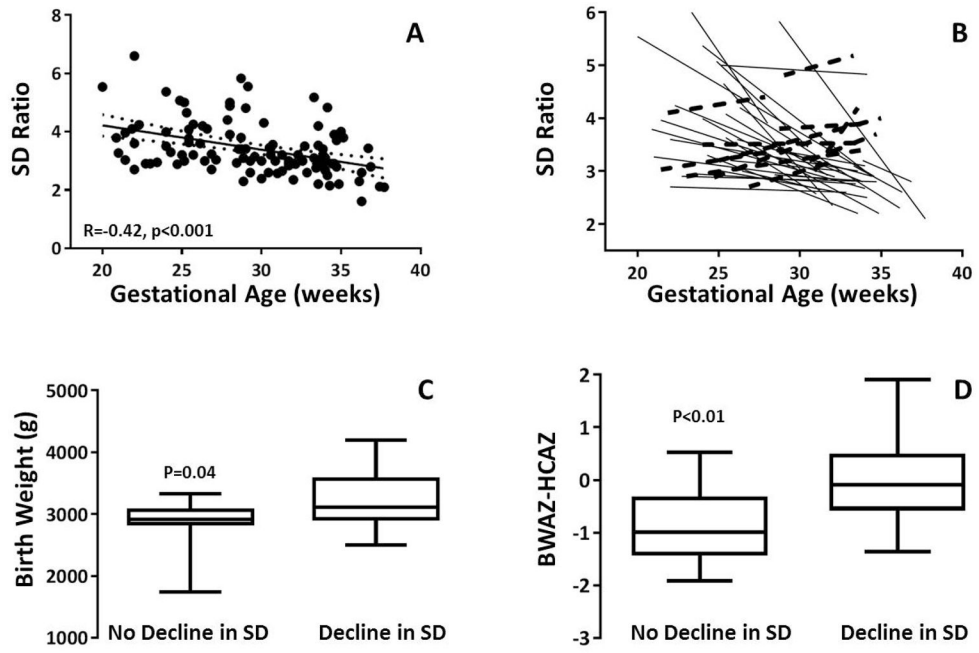 A
SD Ratio
8
6
4
2
0
R=-0.42, p<0.001
20 25 30 35 40
Gestational Age (weeks)
B
SD Ratio
6
5
4
3
2
20 25 30 35 40
Gestational Age (weeks)
C
Birth Weight (g)
5000
4000
3000
2000
1000
P=0.04
No Decline in SD Decline in SD
D
BWAZ-HCAZ
2
1
0
-1
-2
-3
P<0.01
No Decline in SD Decline in SD